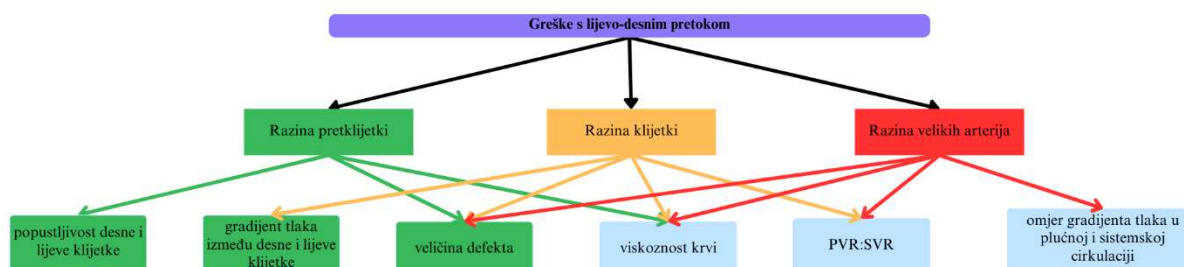 Greške s lijevo-desnim pretokom
Razina pretklijetki
Razina klijetki
Razina velikih arterija
popustljivost desne i
lijeve klijetke
gradijent tlaka
između desne i lijeve
klijetke
veličina defekta
viskoznost krvi
PVR:SVR
omjer gradijenta tlaka u
plućnoj i sistemskoj
cirkulaciji